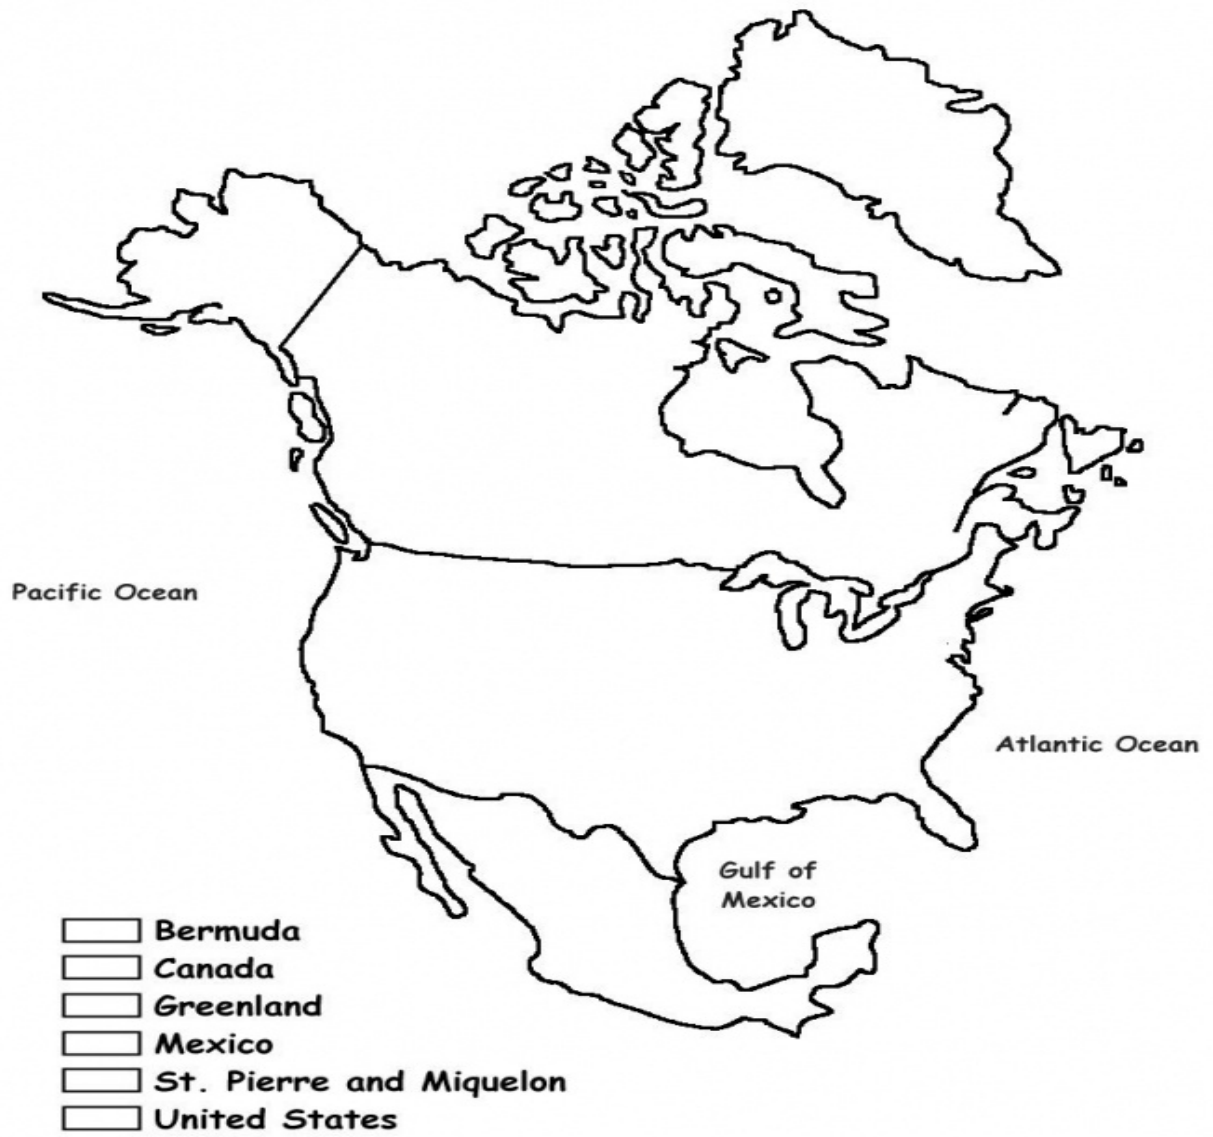 Pacific Ocean
Atlantic Ocean
Gulf of
Mexico
Bermuda
Canada
Greenland
Mexico
St. Pierre and Miquelon
United States